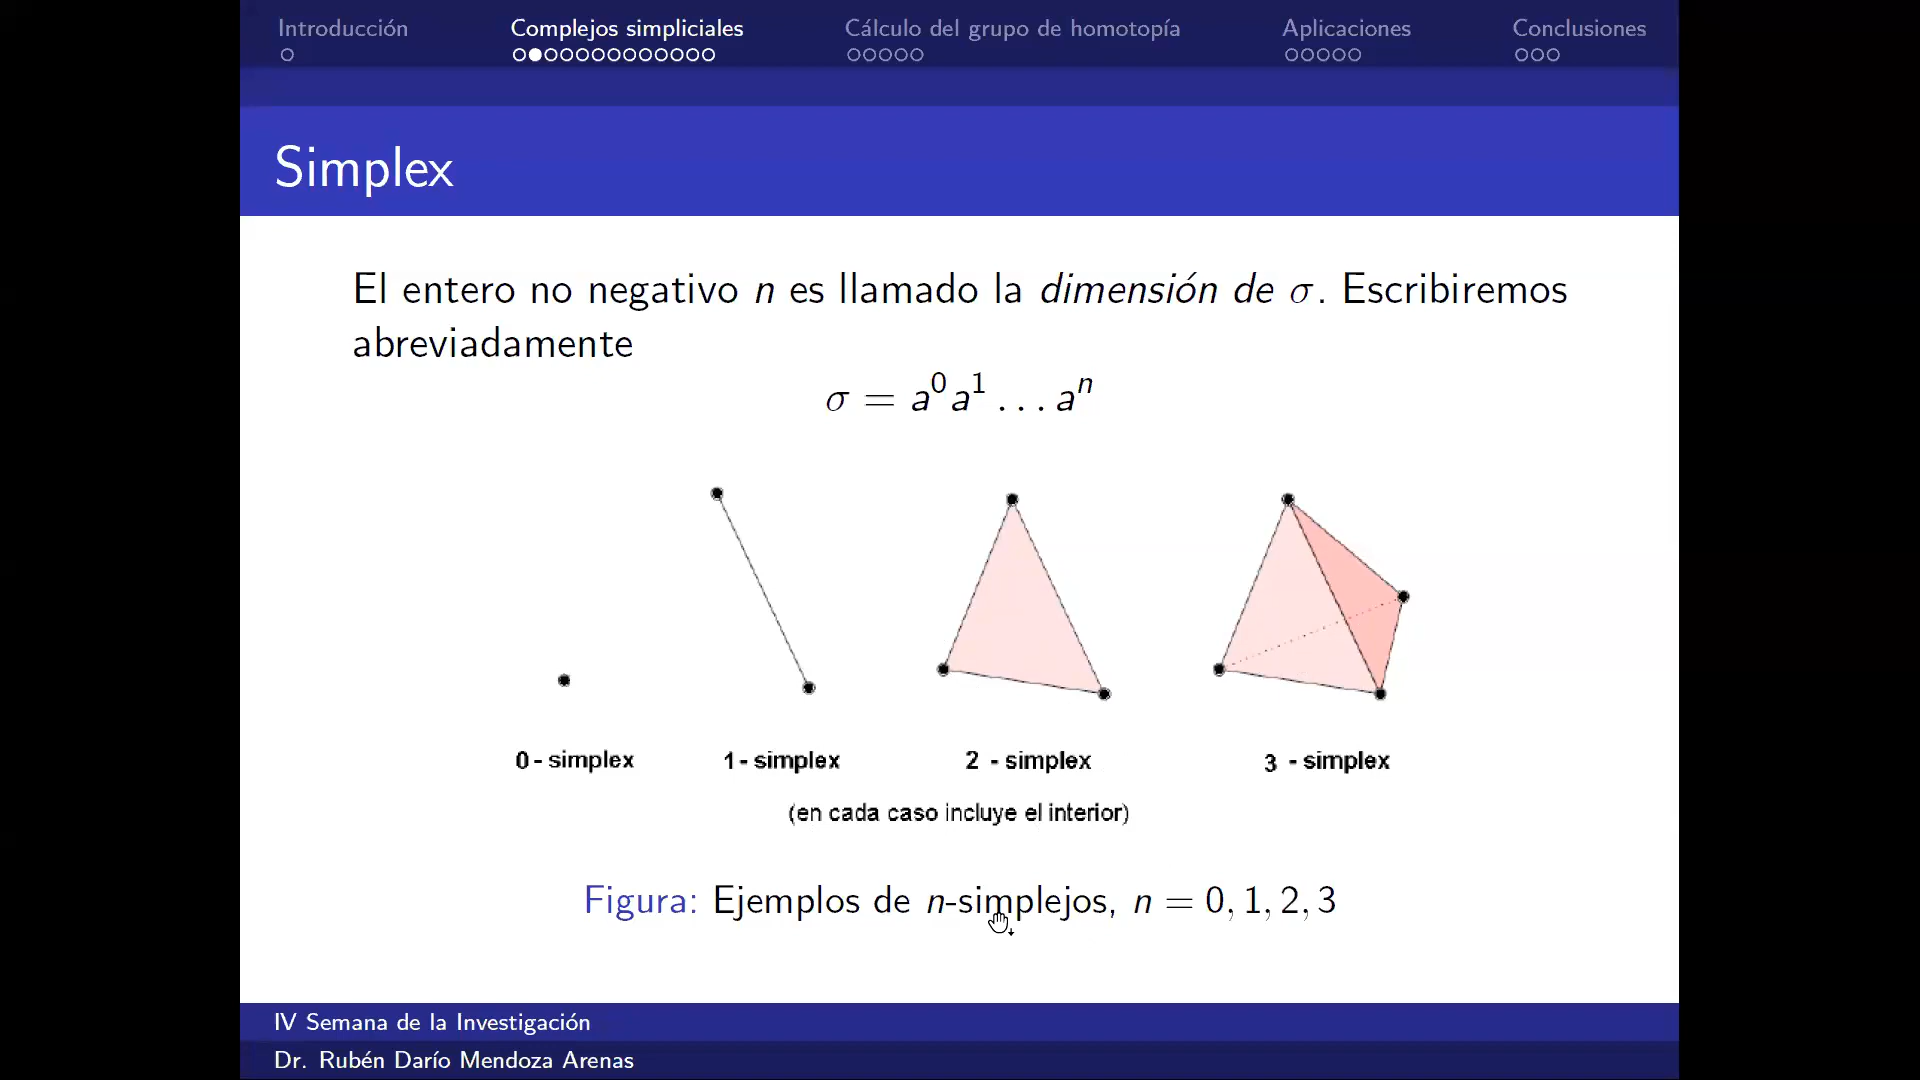 Introducción
Complejos simpliciales
Cálculo del grupo de homotopía
Aplicaciones
Conclusiones
Simplex
El entero no negativo n es llamado la dimensión de σ. Escribiremos
abreviadamente
σ = a⁰a¹ . . . aⁿ
0 - simplex
1 - simplex
2 - simplex
3 - simplex
(en cada caso incluye el interior)
Figura: Ejemplos de n-simplejos, n = 0, 1, 2, 3
IV Semana de la Investigación
Dr. Rubén Darío Mendoza Arenas